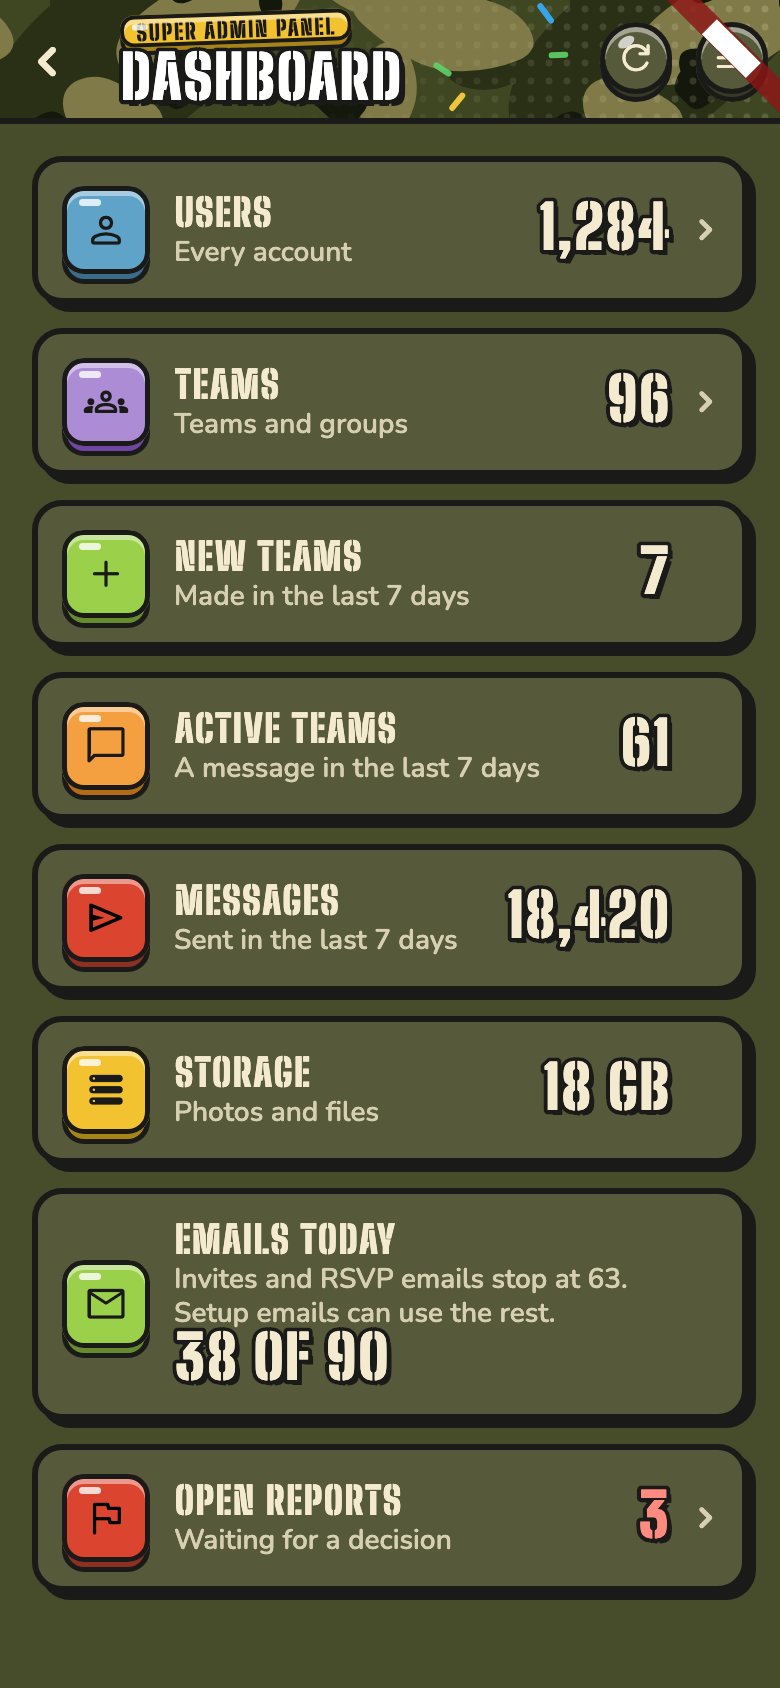 SUPER ADMIN PANEL
DASHBOARD
USERS
Every account
1,284
TEAMS
Teams and groups
96
NEW TEAMS
Made in the last 7 days
7
ACTIVE TEAMS
A message in the last 7 days
61
MESSAGES
Sent in the last 7 days
18,420
STORAGE
Photos and files
18 GB
EMAILS TODAY
Invites and RSVP emails stop at 63.
Setup emails can use the rest.
38 OF 90
OPEN REPORTS
Waiting for a decision
3